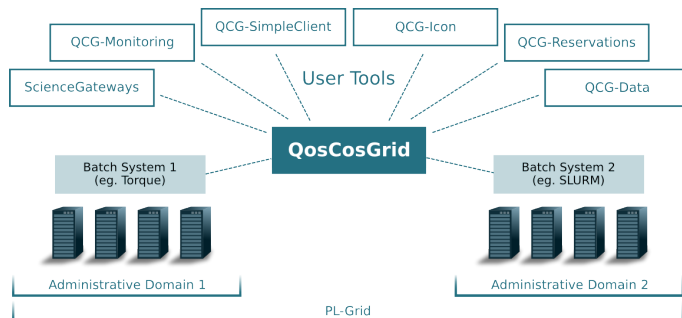 QCG-SimpleClient
QCG-Icon
QCG-Monitoring
QCG-Reservations
ScienceGateways
User Tools
QCG-Data
QosCosGrid
Batch System 1
(eg. Torque)
Batch System 2
(eg. SLURM)
Administrative Domain 1
Administrative Domain 2
PL-Grid